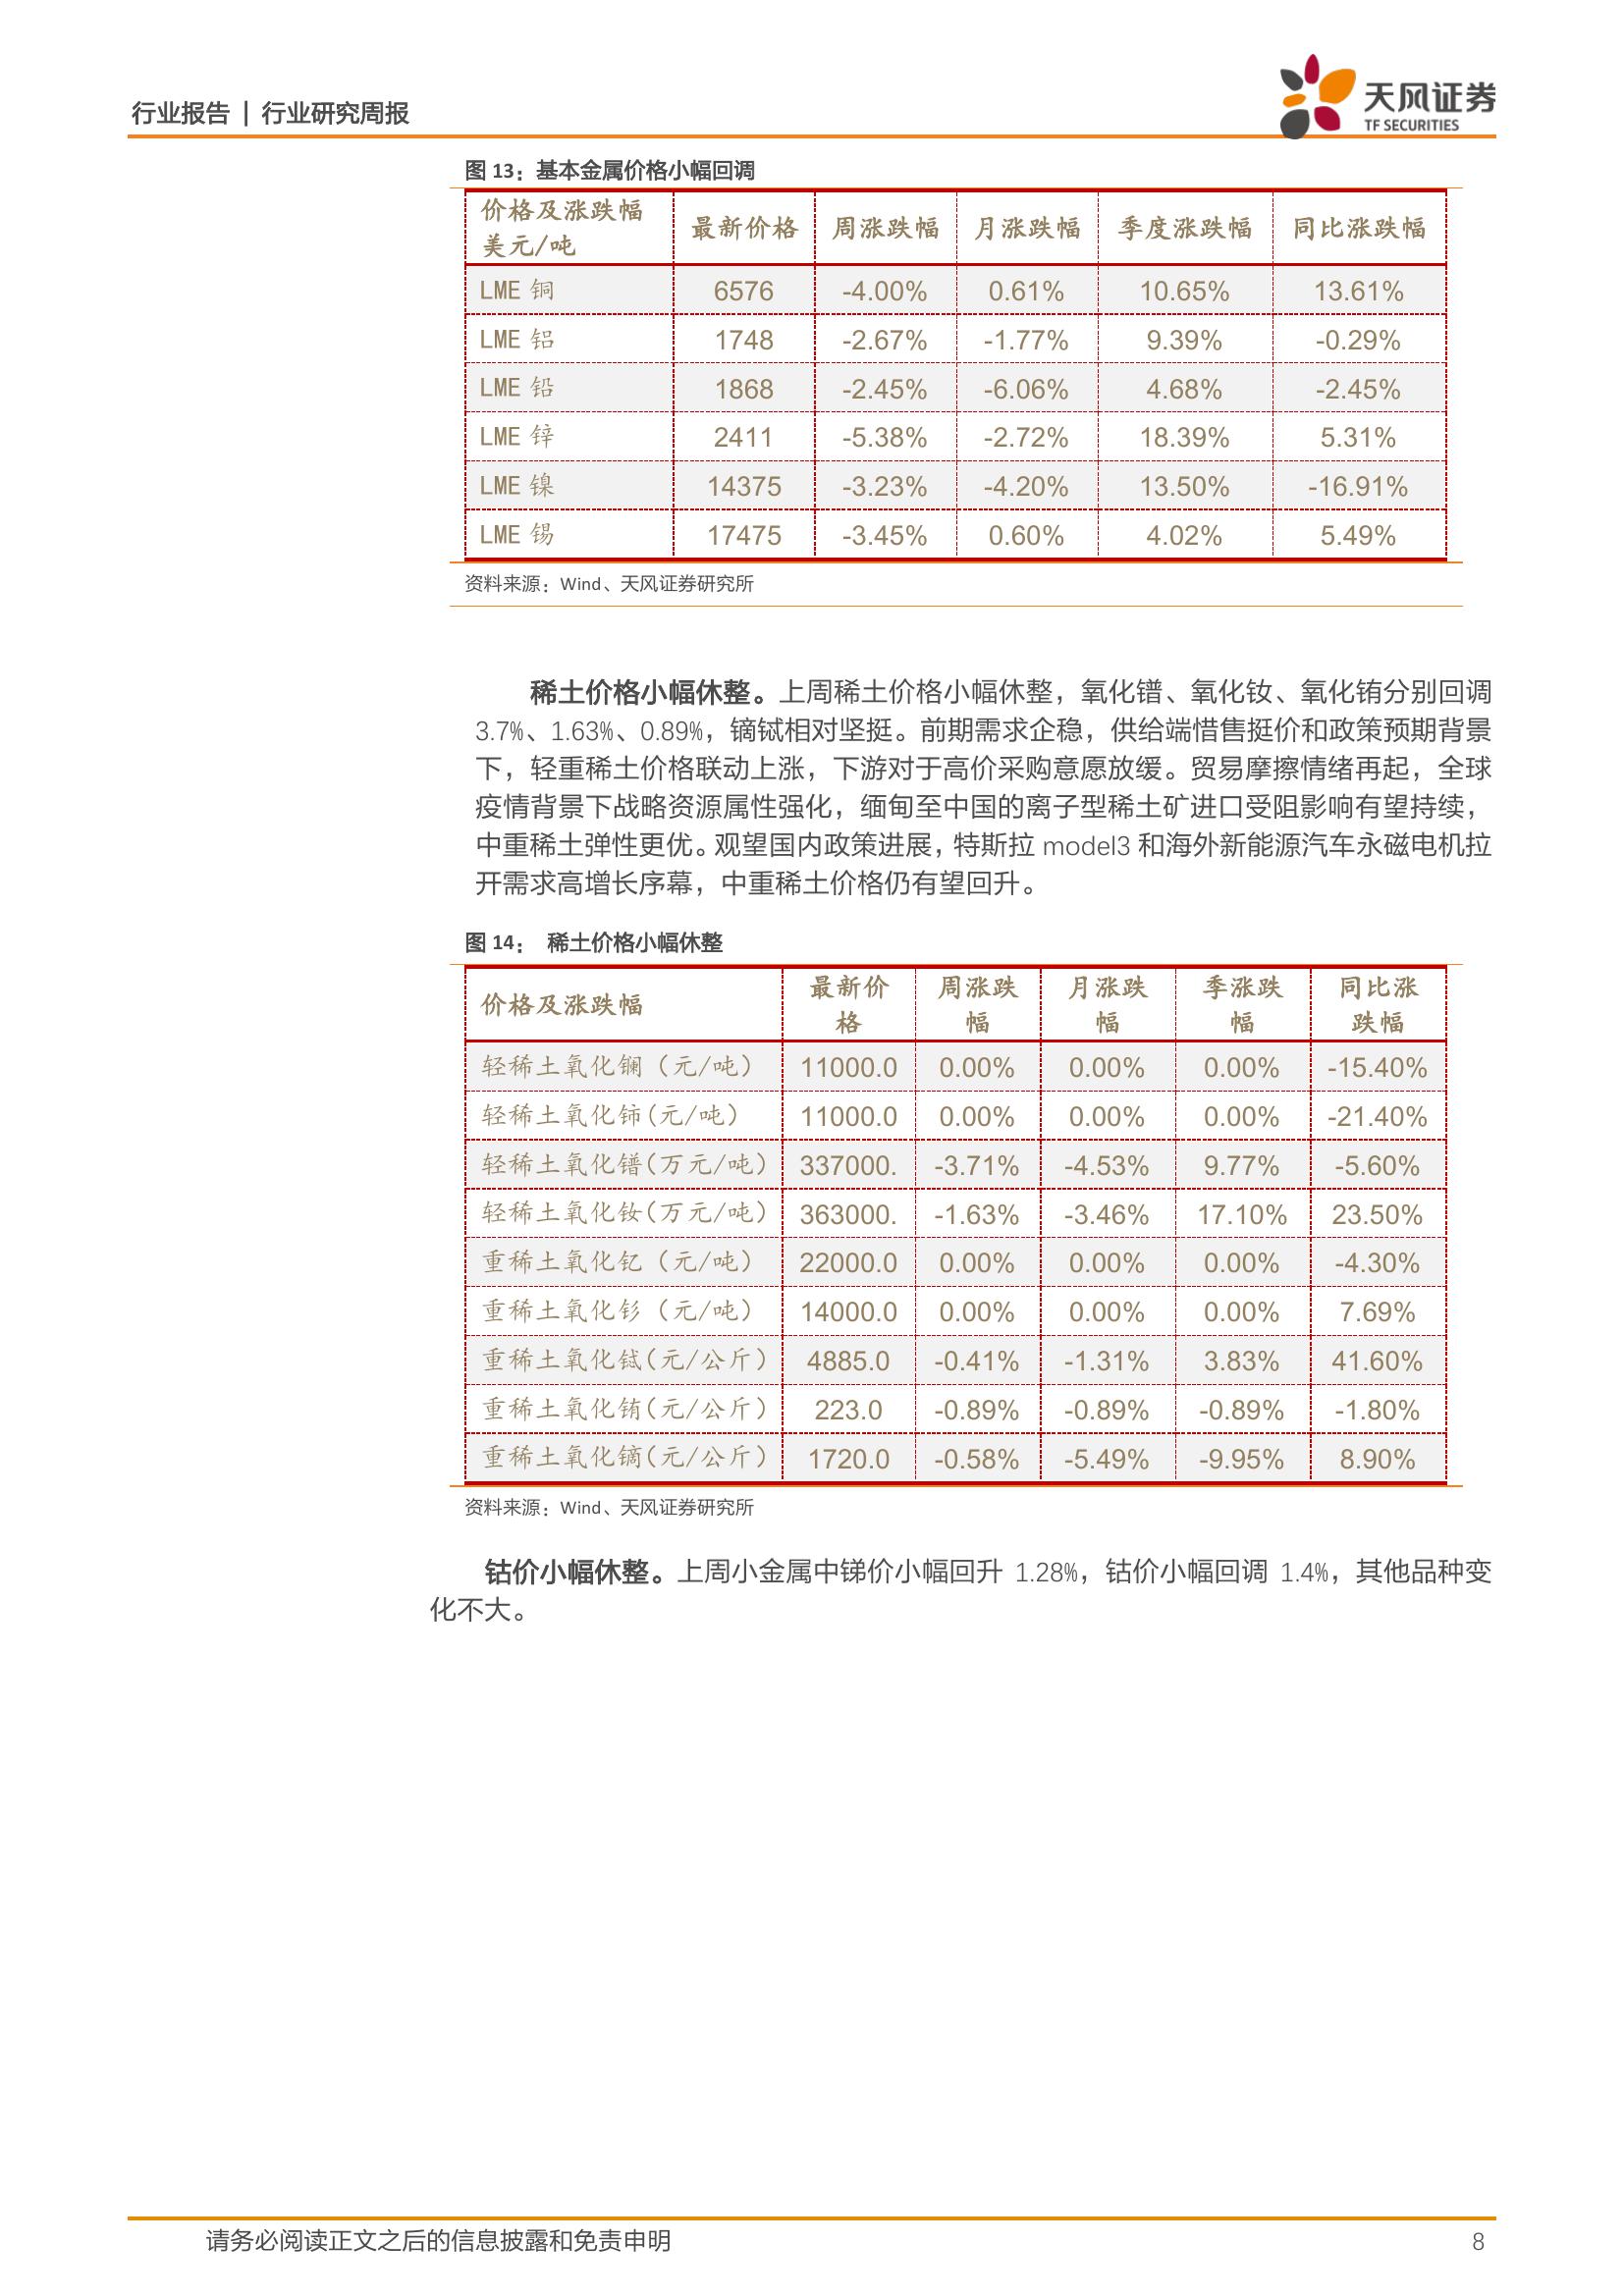 行业报告 | 行业研究周报
天风证券
TF SECURITIES
图 13：基本金属价格小幅回调
价格及涨跌幅 美元/吨 最新价格 周涨跌幅 月涨跌幅 季度涨跌幅 同比涨跌幅
LME 铜 6576 -4.00% 0.61% 10.65% 13.61%
LME 铝 1748 -2.67% -1.77% 9.39% -0.29%
LME 铅 1868 -2.45% -6.06% 4.68% -2.45%
LME 锌 2411 -5.38% -2.72% 18.39% 5.31%
LME 镍 14375 -3.23% -4.20% 13.50% -16.91%
LME 锡 17475 -3.45% 0.60% 4.02% 5.49%
资料来源：Wind、天风证券研究所
稀土价格小幅休整。上周稀土价格小幅休整，氧化镨、氧化钕、氧化铕分别回调
3.7%、1.63%、0.89%，镝铽相对坚挺。前期需求企稳，供给端惜售挺价和政策预期背景
下，轻重稀土价格联动上涨，下游对于高价采购意愿放缓。贸易摩擦情绪再起，全球
疫情背景下战略资源属性强化，缅甸至中国的离子型稀土矿进口受阻影响有望持续，
中重稀土弹性更优。观望国内政策进展，特斯拉 model3 和海外新能源汽车永磁电机拉
开需求高增长序幕，中重稀土价格仍有望回升。
图 14： 稀土价格小幅休整
价格及涨跌幅 最新价格 周涨跌幅 月涨跌幅 季涨跌幅 同比涨跌幅
轻稀土氧化镧（元/吨） 11000.0 0.00% 0.00% 0.00% -15.40%
轻稀土氧化铈(元/吨） 11000.0 0.00% 0.00% 0.00% -21.40%
轻稀土氧化镨(万元/吨） 337000. -3.71% -4.53% 9.77% -5.60%
轻稀土氧化钕(万元/吨） 363000. -1.63% -3.46% 17.10% 23.50%
重稀土氧化钇（元/吨） 22000.0 0.00% 0.00% 0.00% -4.30%
重稀土氧化钐（元/吨） 14000.0 0.00% 0.00% 0.00% 7.69%
重稀土氧化铽(元/公斤） 4885.0 -0.41% -1.31% 3.83% 41.60%
重稀土氧化铕(元/公斤） 223.0 -0.89% -0.89% -0.89% -1.80%
重稀土氧化镝(元/公斤） 1720.0 -0.58% -5.49% -9.95% 8.90%
资料来源：Wind、天风证券研究所
钴价小幅休整。上周小金属中锑价小幅回升 1.28%，钴价小幅回调 1.4%，其他品种变
化不大。
请务必阅读正文之后的信息披露和免责申明 8